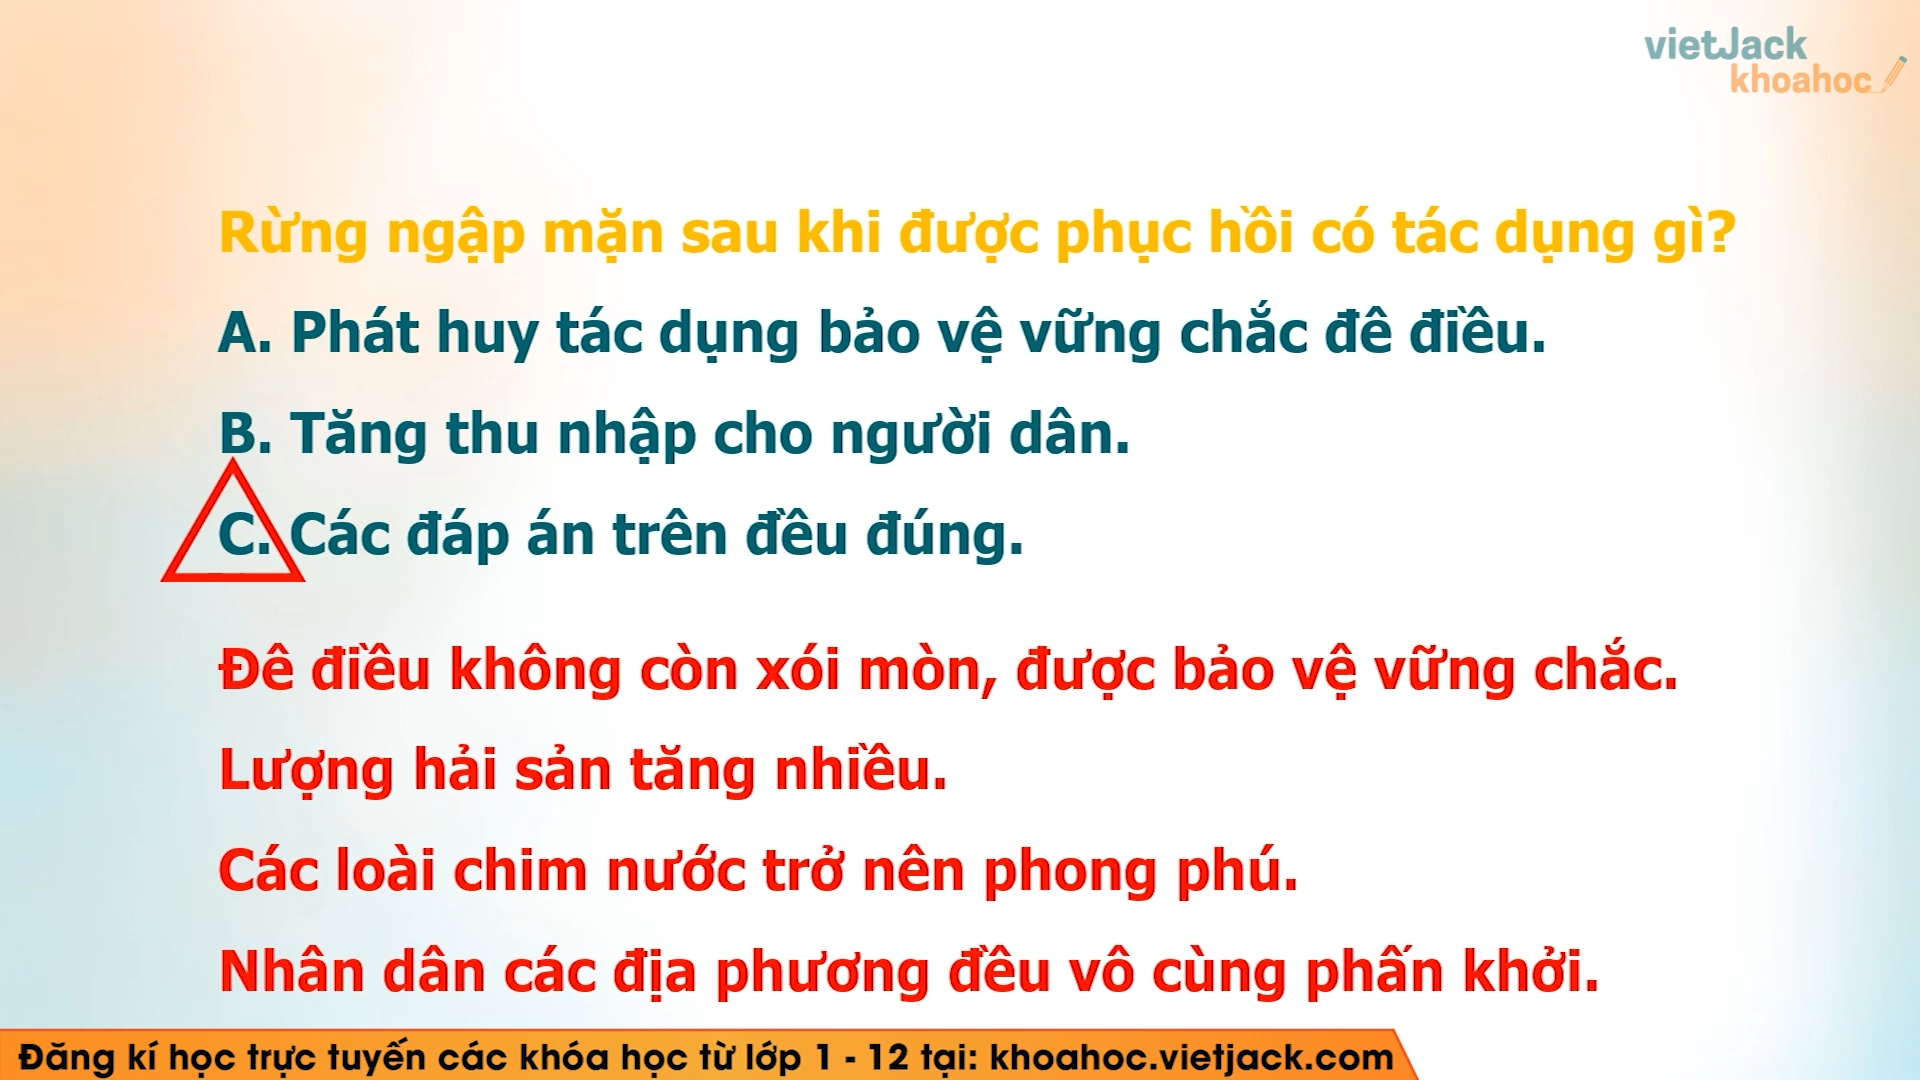 vietJack
khoahoc
Rừng ngập mặn sau khi được phục hồi có tác dụng gì?
A. Phát huy tác dụng bảo vệ vững chắc đê điều.
B. Tăng thu nhập cho người dân.
C. Các đáp án trên đều đúng.
Đê điều không còn xói mòn, được bảo vệ vững chắc.
Lượng hải sản tăng nhiều.
Các loài chim nước trở nên phong phú.
Nhân dân các địa phương đều vô cùng phấn khởi.
Đăng kí học trực tuyến các khóa học từ lớp 1 - 12 tại: khoahoc.vietjack.com